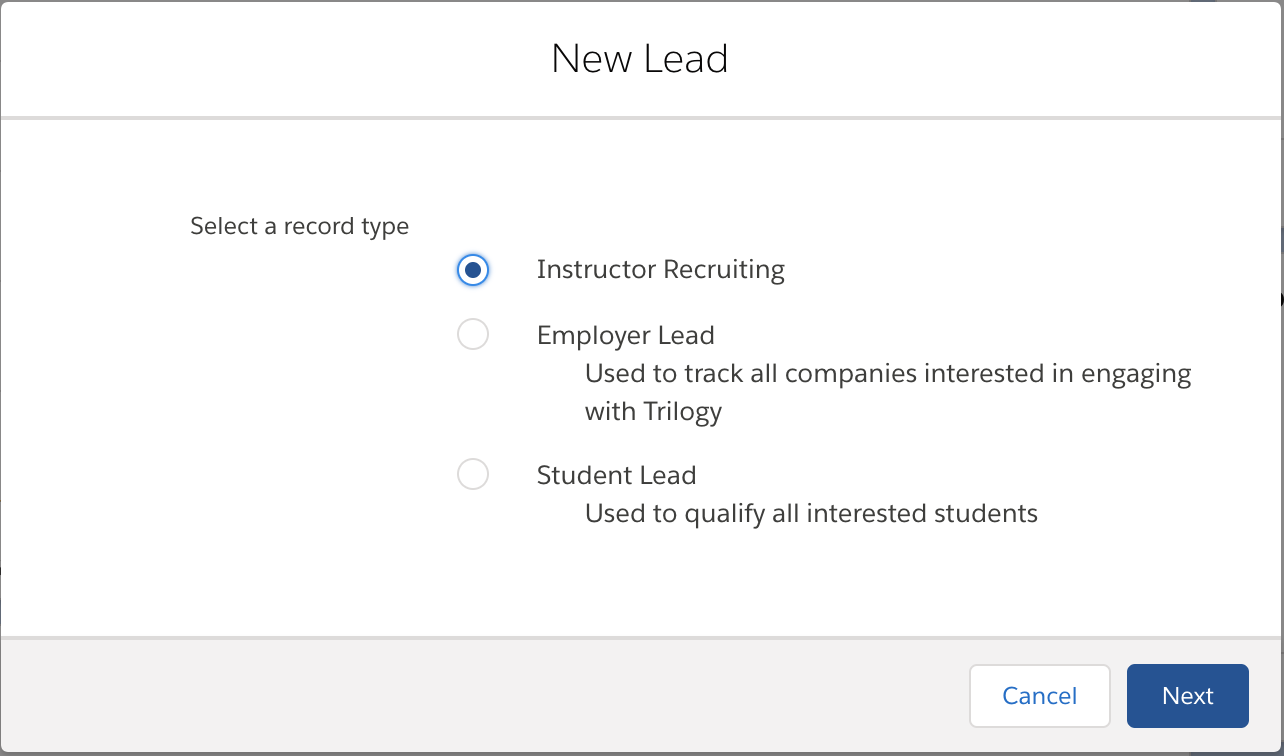 New Lead
Select a record type
Instructor Recruiting
Employer Lead
Used to track all companies interested in engaging
with Trilogy
Student Lead
Used to qualify all interested students
Cancel
Next